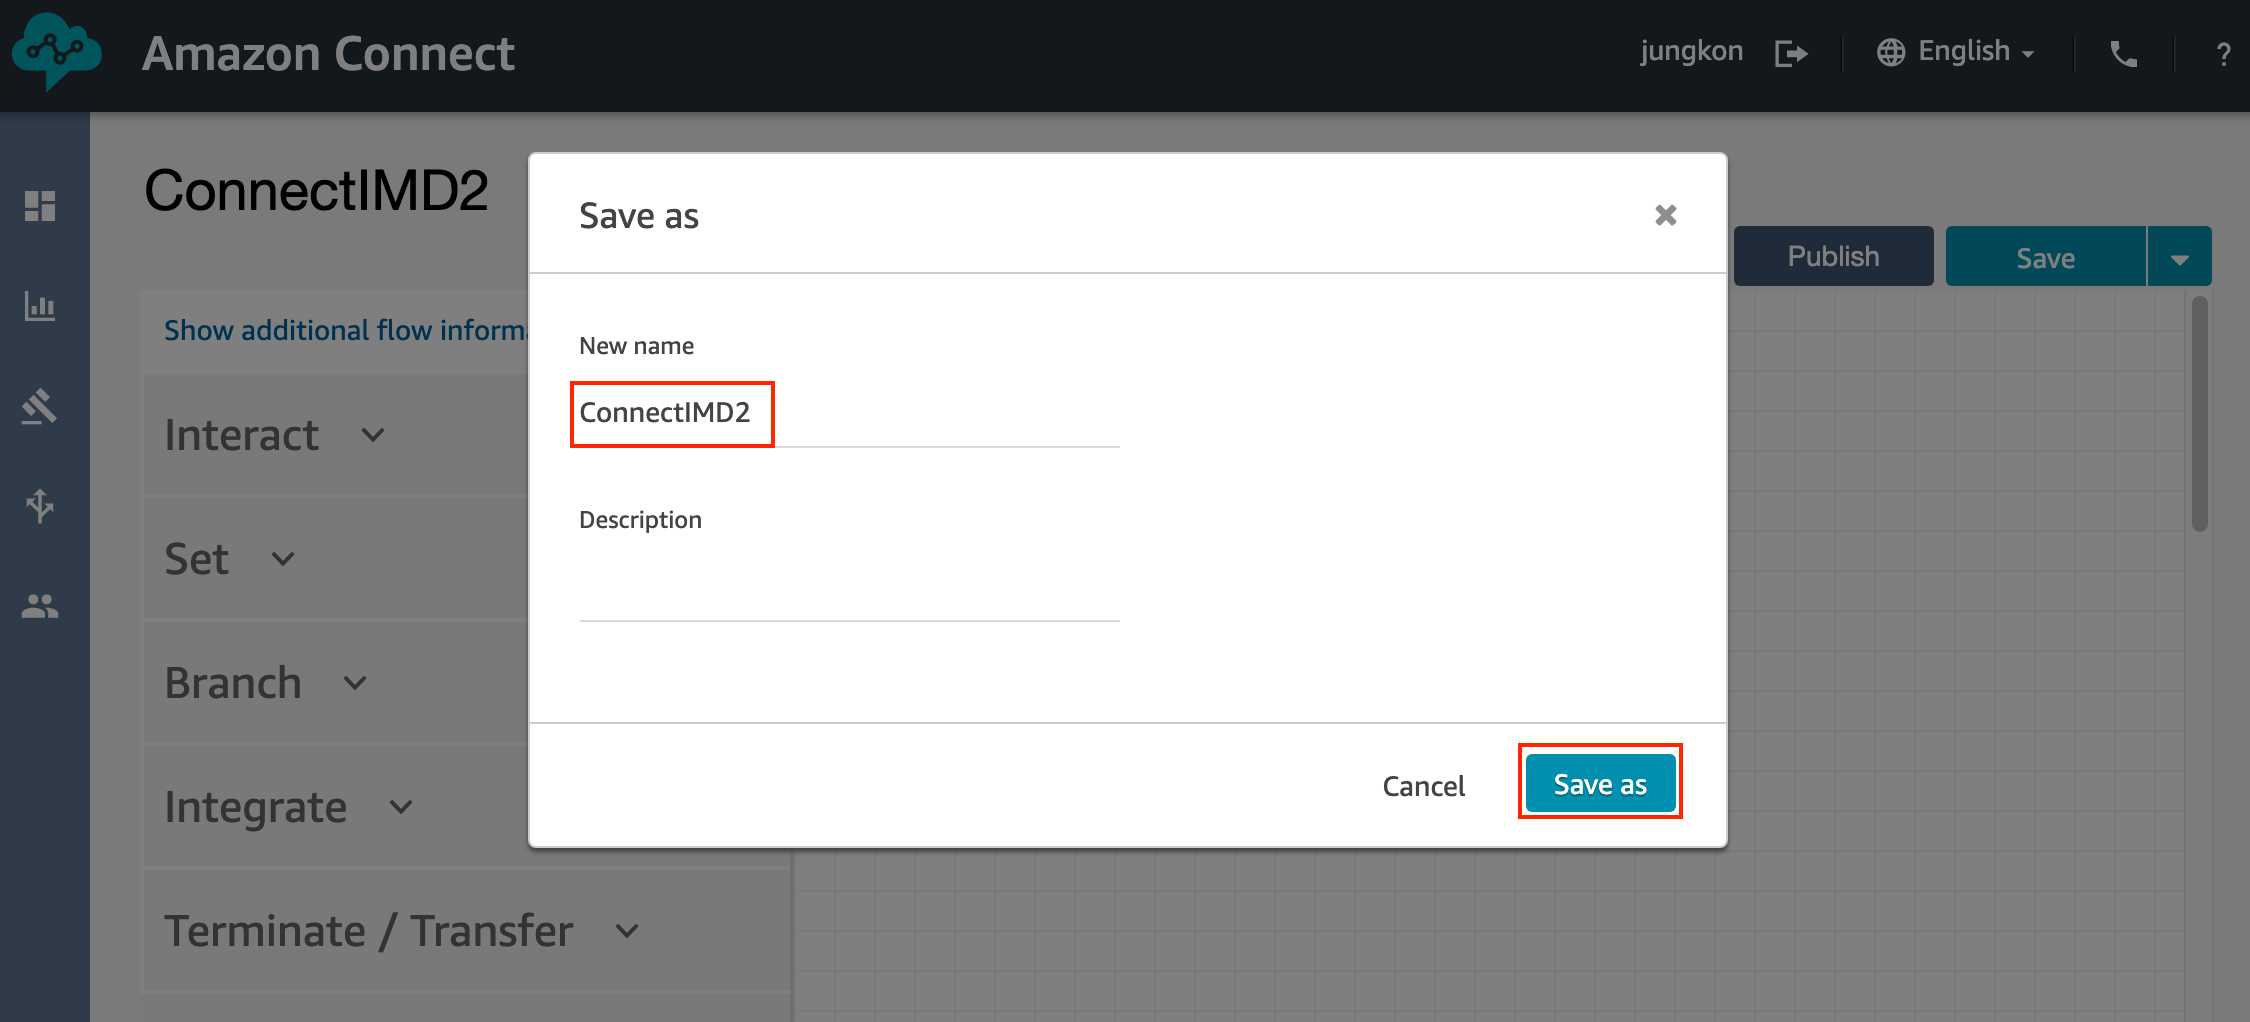 Amazon Connect
jungkon
English
?
ConnectIMD2
Publish
Save
Show additional flow informa
Interact
Set
Branch
Integrate
Terminate / Transfer
Save as
New name
ConnectIMD2
Description
Cancel
Save as